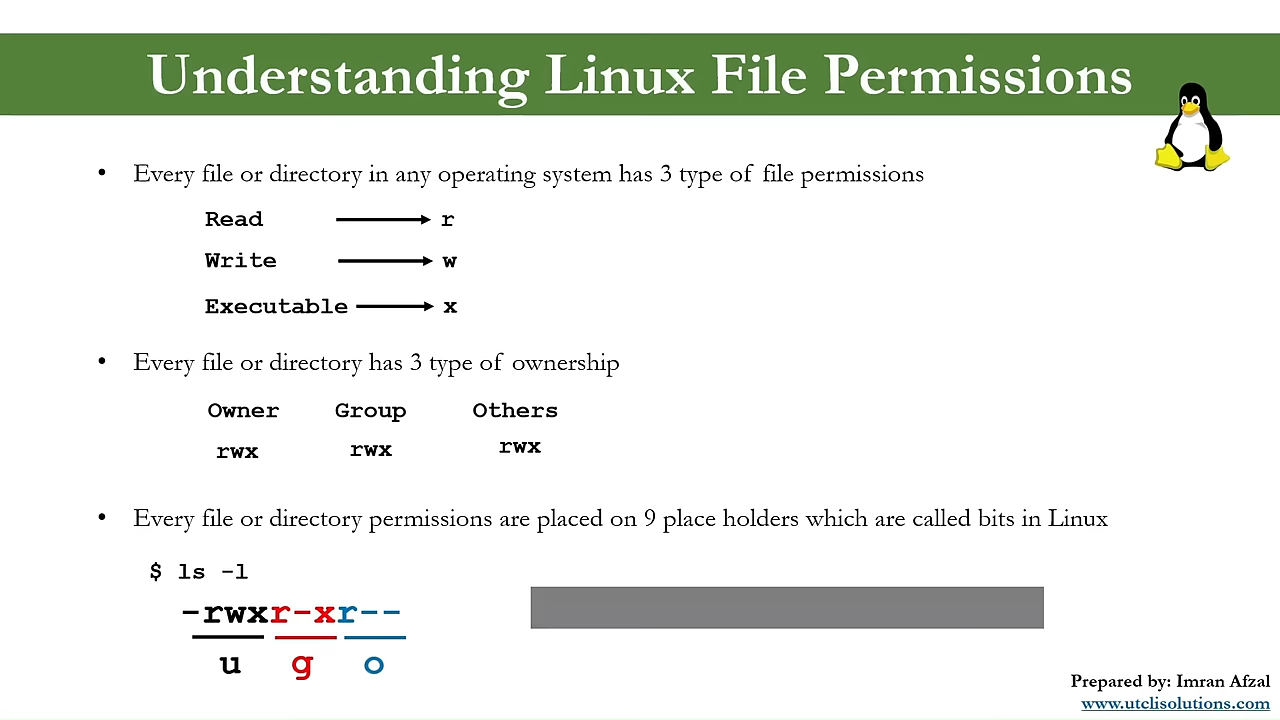 Understanding Linux File Permissions
• Every file or directory in any operating system has 3 type of file permissions
Read r
Write w
Executable x
• Every file or directory has 3 type of ownership
Owner Group Others
rwx rwx rwx
• Every file or directory permissions are placed on 9 place holders which are called bits in Linux
$ ls -l
-rwxr-xr--
u g o
Prepared by: Imran Afzal
www.utclisolutions.com